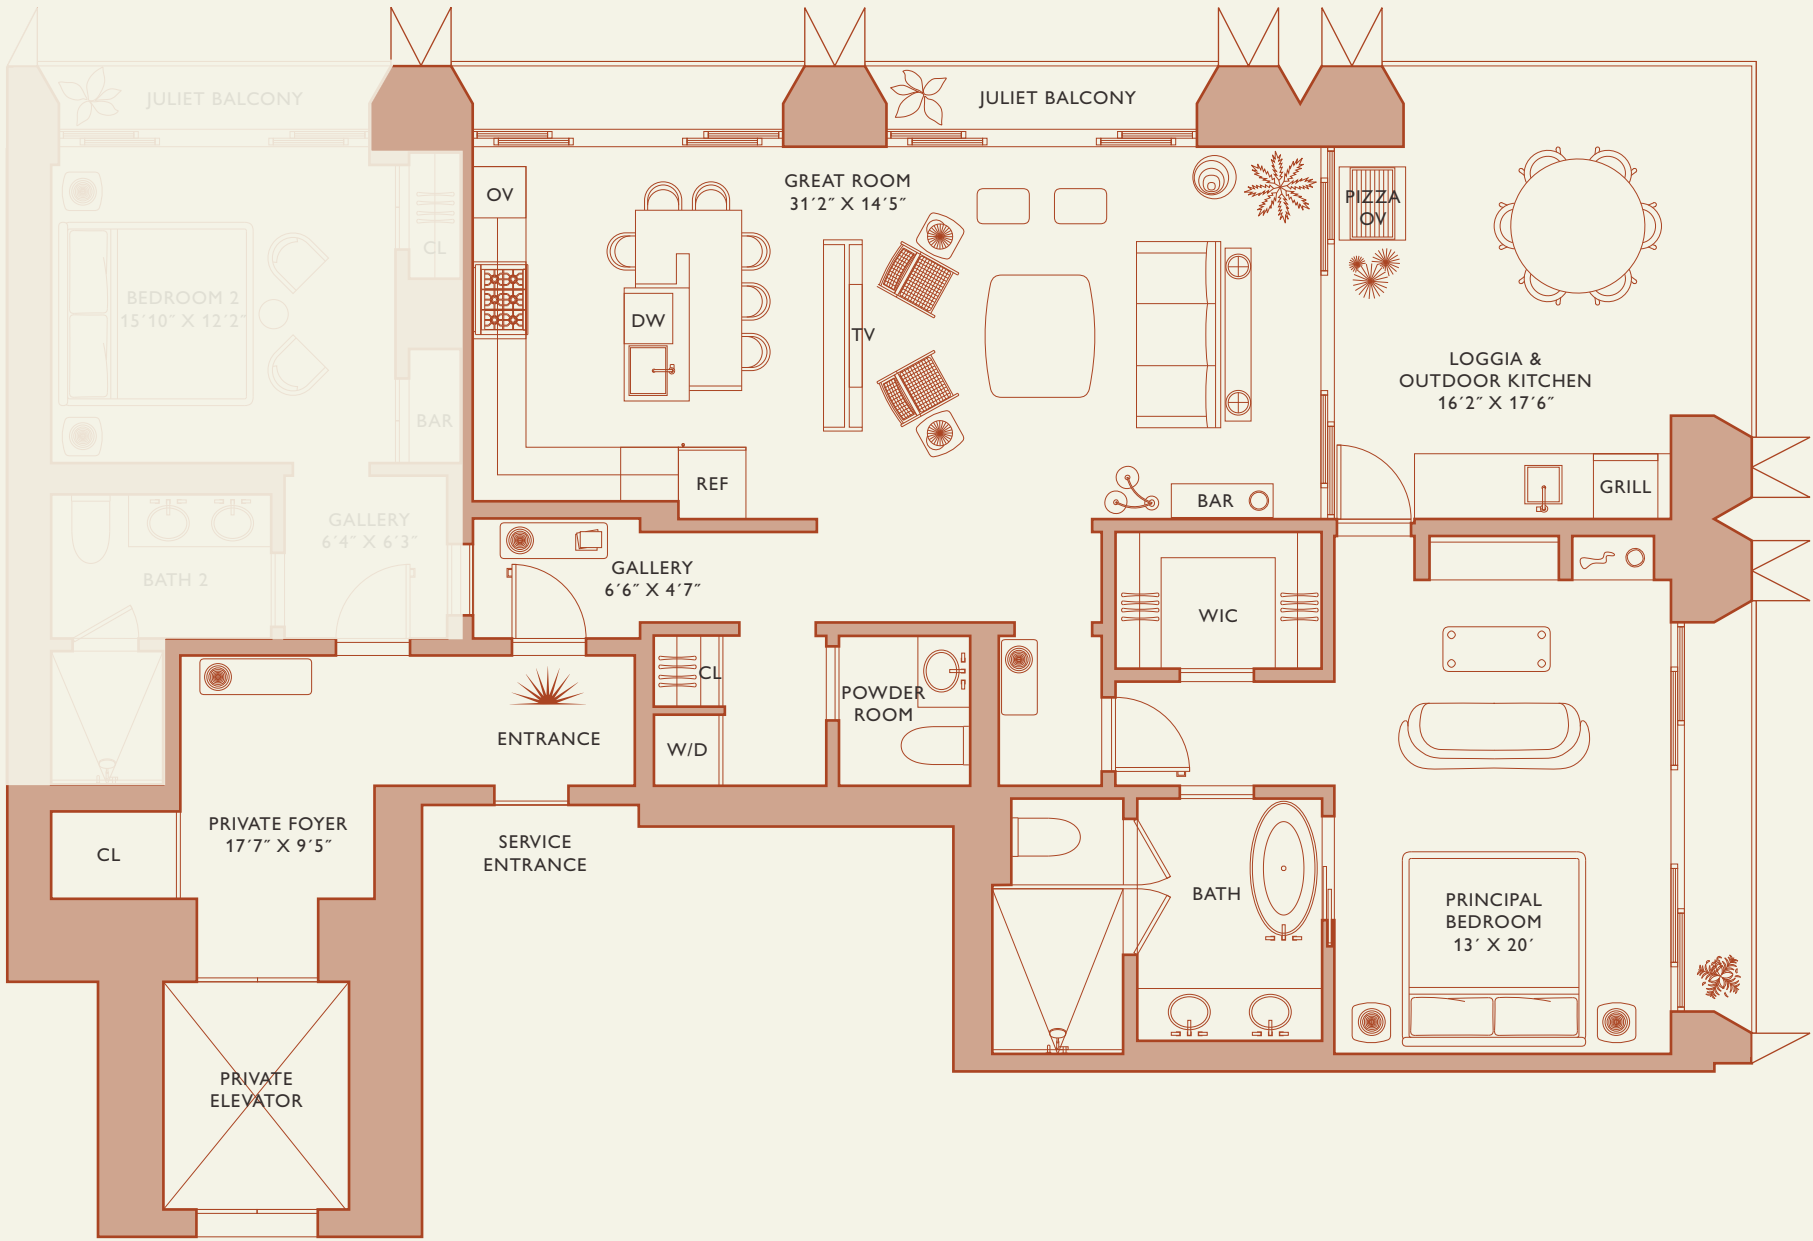 JULIET BALCONY
JULIET BALCONY
OV
GREAT ROOM
31′2″ X 14′5″
PIZZA
OV
CL
BEDROOM 2
15′10″ X 12′2″
DW
TV
LOGGIA &
OUTDOOR KITCHEN
16′2″ X 17′6″
BAR
REF
BAR
GRILL
GALLERY
6′4″ X 6′3″
BATH 2
GALLERY
6′6″ X 4′7″
WIC
CL
POWDER
ROOM
ENTRANCE
W/D
PRIVATE FOYER
17′7″ X 9′5″
CL
SERVICE
ENTRANCE
BATH
PRINCIPAL
BEDROOM
13′ X 20′
PRIVATE
ELEVATOR